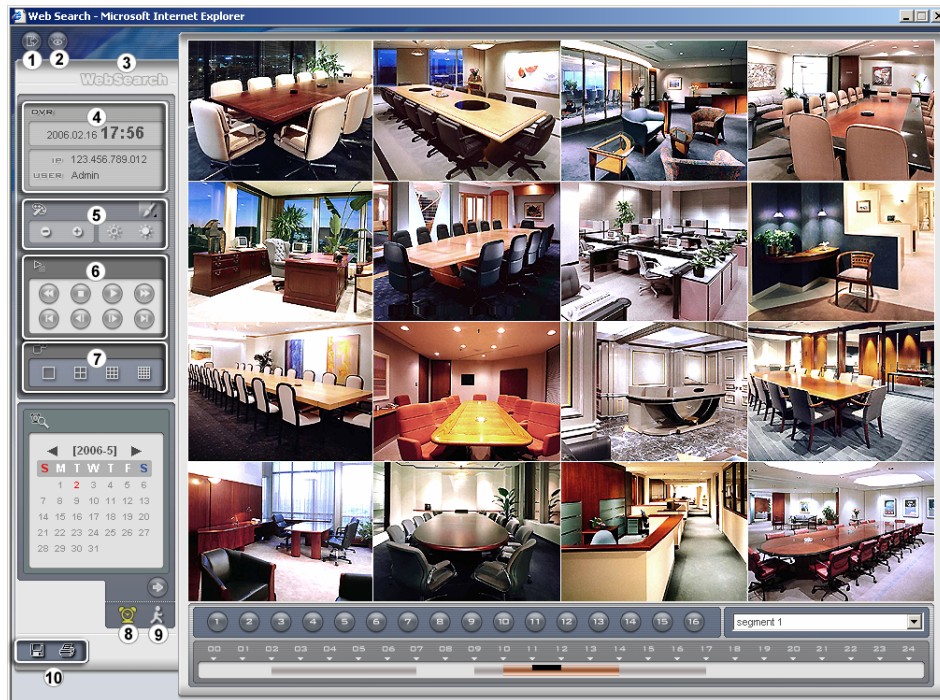 Web Search - Microsoft Internet Explorer
1 2 3
WebSearch
DVR 4
2006.02.16 17:56
IP: 123.456.789.012
USER: Admin
5
6
7
[2006-5]
S M T W T F S
1 2 3 4 5 6
7 8 9 10 11 12 13
14 15 16 17 18 19 20
21 22 23 24 25 26 27
28 29 30 31
8 9
10
1 2 3 4 5 6 7 8 9 10 11 12 13 14 15 16
segment 1
00 01 02 03 04 05 06 07 08 09 10 11 12 13 14 15 16 17 18 19 20 21 22 23 24